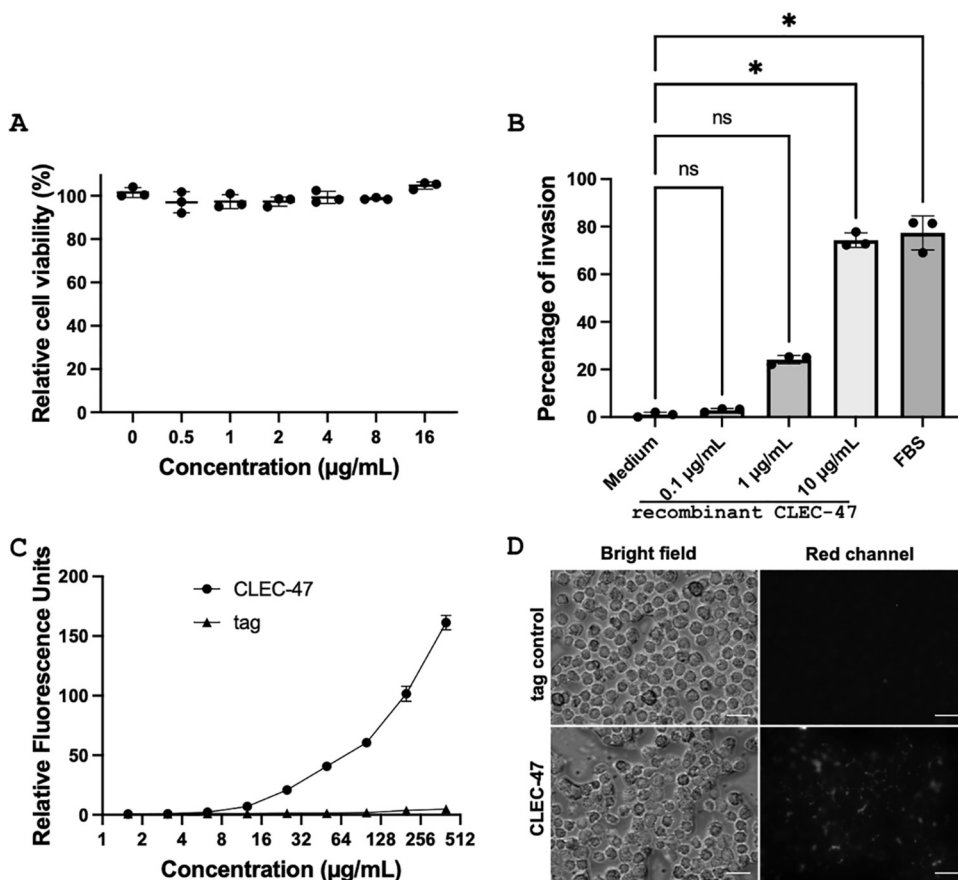 A
Relative cell viability (%)
100
80
60
40
20
0
0 0.5 1 2 4 8 16
Concentration (µg/mL)
B
*
*
ns
ns
Percentage of invasion
100
80
60
40
20
0
Medium 0.1 µg/mL 1 µg/mL 10 µg/mL FBS
recombinant CLEC-47
C
Relative Fluorescence Units
200
150
100
50
0
CLEC-47
tag
1 2 4 8 16 32 64 128 256 512
Concentration (µg/mL)
D
Bright field Red channel
tag control
CLEC-47